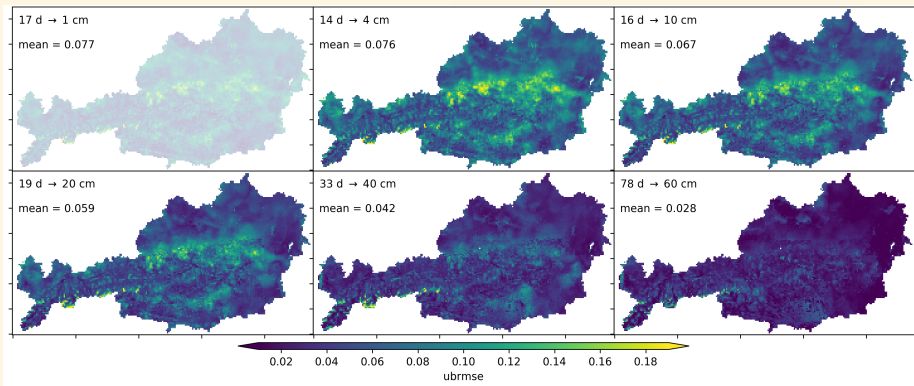 17 d → 1 cm
mean = 0.077
14 d → 4 cm
mean = 0.076
16 d → 10 cm
mean = 0.067
19 d → 20 cm
mean = 0.059
33 d → 40 cm
mean = 0.042
78 d → 60 cm
mean = 0.028
0.02 0.04 0.06 0.08 0.10 0.12 0.14 0.16 0.18
ubrmse